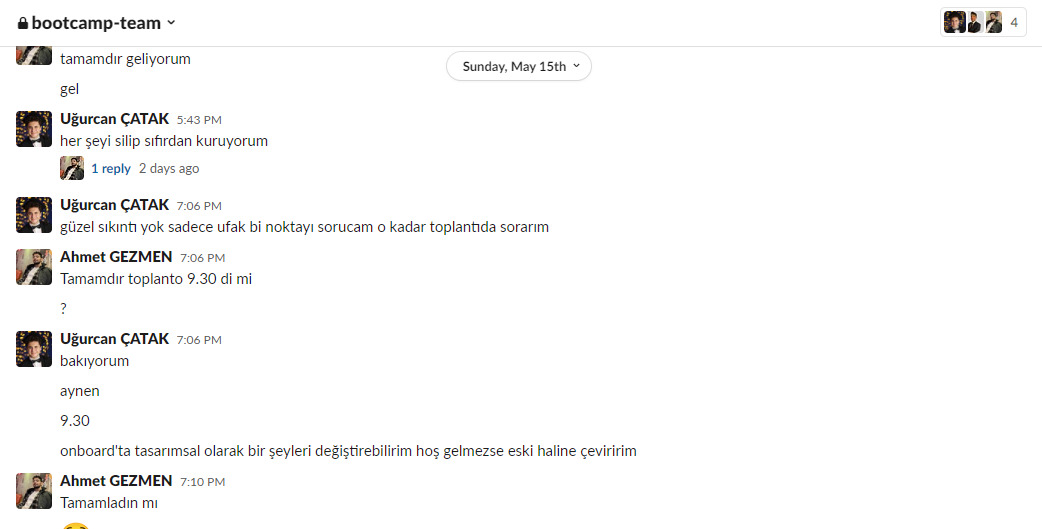 bootcamp-team
4
tamamdır geliyorum
Sunday, May 15th
gel
Uğurcan ÇATAK 5:43 PM
her şeyi silip sıfırdan kuruyorum
1 reply 2 days ago
Uğurcan ÇATAK 7:06 PM
güzel sıkıntı yok sadece ufak bi noktayı sorucam o kadar toplantıda sorarım
Ahmet GEZMEN 7:06 PM
Tamamdır toplanto 9.30 di mi
?
Uğurcan ÇATAK 7:06 PM
bakıyorum
aynen
9.30
onboard'ta tasarımsal olarak bir şeyleri değiştirebilirim hoş gelmezse eski haline çeviririm
Ahmet GEZMEN 7:10 PM
Tamamladın mı